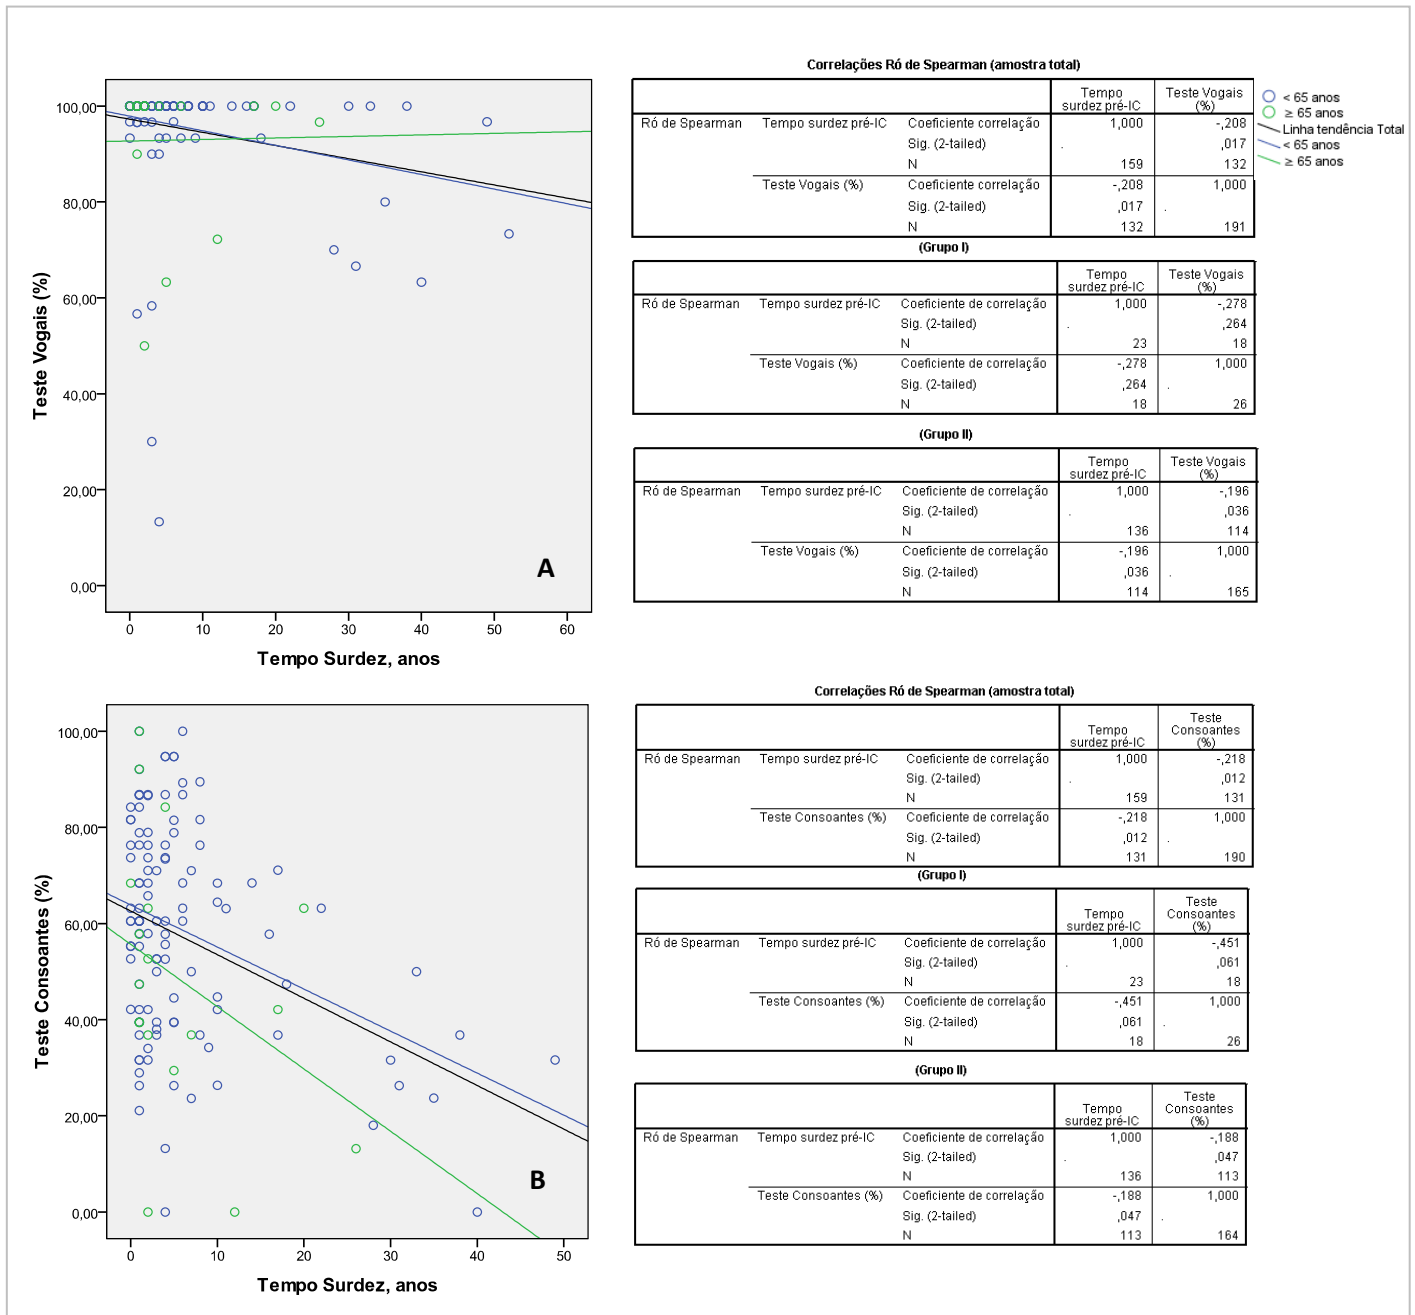 Correlações Ró de Spearman (amostra total)
Tempo surdez pré-IC Teste Vogais (%)
Ró de Spearman Tempo surdez pré-IC Coeficiente correlação 1,000 -,208
Sig. (2-tailed) . ,017
N 159 132
Teste Vogais (%) Coeficiente correlação -,208 1,000
Sig. (2-tailed) ,017 .
N 132 191
< 65 anos
≥ 65 anos
Linha tendência Total
< 65 anos
≥ 65 anos
(Grupo I)
Tempo surdez pré-IC Teste Vogais (%)
Ró de Spearman Tempo surdez pré-IC Coeficiente de correlação 1,000 -,278
Sig. (2-tailed) . ,264
N 23 18
Teste Vogais (%) Coeficiente de correlação -,278 1,000
Sig. (2-tailed) ,264 .
N 18 26
(Grupo II)
Tempo surdez pré-IC Teste Vogais (%)
Ró de Spearman Tempo surdez pré-IC Coeficiente de correlação 1,000 -,196
Sig. (2-tailed) . ,036
N 136 114
Teste Vogais (%) Coeficiente de correlação -,196 1,000
Sig. (2-tailed) ,036 .
N 114 165
Teste Vogais (%)
100,00
80,00
60,00
40,00
20,00
0,00
A
0 10 20 30 40 50 60
Tempo Surdez, anos
Correlações Ró de Spearman (amostra total)
Tempo surdez pré-IC Teste Consoantes (%)
Ró de Spearman Tempo surdez pré-IC Coeficiente de correlação 1,000 -,218
Sig. (2-tailed) . ,012
N 159 131
Teste Consoantes (%) Coeficiente de correlação -,218 1,000
Sig. (2-tailed) ,012 .
N 131 190
(Grupo I)
Tempo surdez pré-IC Teste Consoantes (%)
Ró de Spearman Tempo surdez pré-IC Coeficiente de correlação 1,000 -,451
Sig. (2-tailed) . ,061
N 23 18
Teste Consoantes (%) Coeficiente de correlação -,451 1,000
Sig. (2-tailed) ,061 .
N 18 26
(Grupo II)
Tempo surdez pré-IC Teste Consoantes (%)
Ró de Spearman Tempo surdez pré-IC Coeficiente de correlação 1,000 -,188
Sig. (2-tailed) . ,047
N 136 113
Teste Consoantes (%) Coeficiente de correlação -,188 1,000
Sig. (2-tailed) ,047 .
N 113 164
Teste Consoantes (%)
100,00
80,00
60,00
40,00
20,00
0,00
B
0 10 20 30 40 50
Tempo Surdez, anos